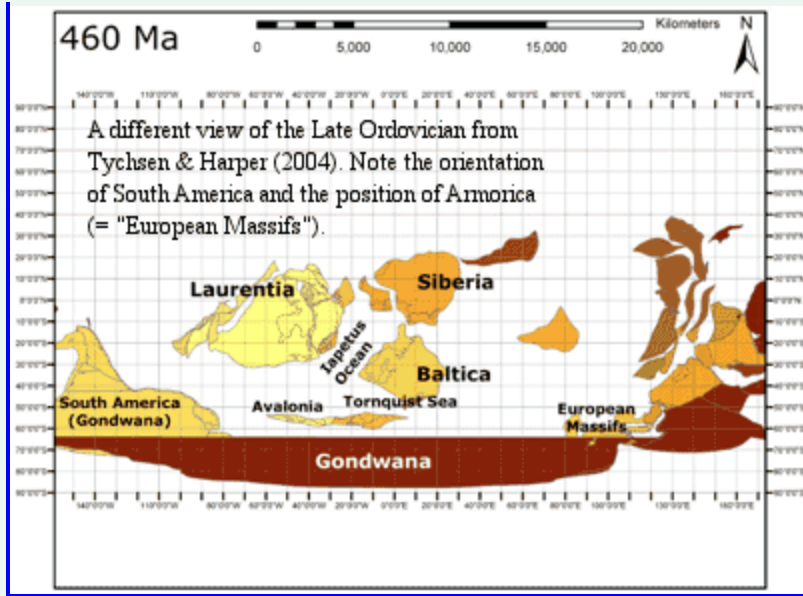 460 Ma
Kilometers
N
0 5,000 10,000 15,000 20,000
A different view of the Late Ordovician from
Tychsen & Harper (2004). Note the orientation
of South America and the position of Armorica
(= "European Massifs").
Laurentia
Siberia
Iapetus
Ocean
Baltica
South America
(Gondwana)
Avalonia
Tornquist Sea
European
Massifs
Gondwana